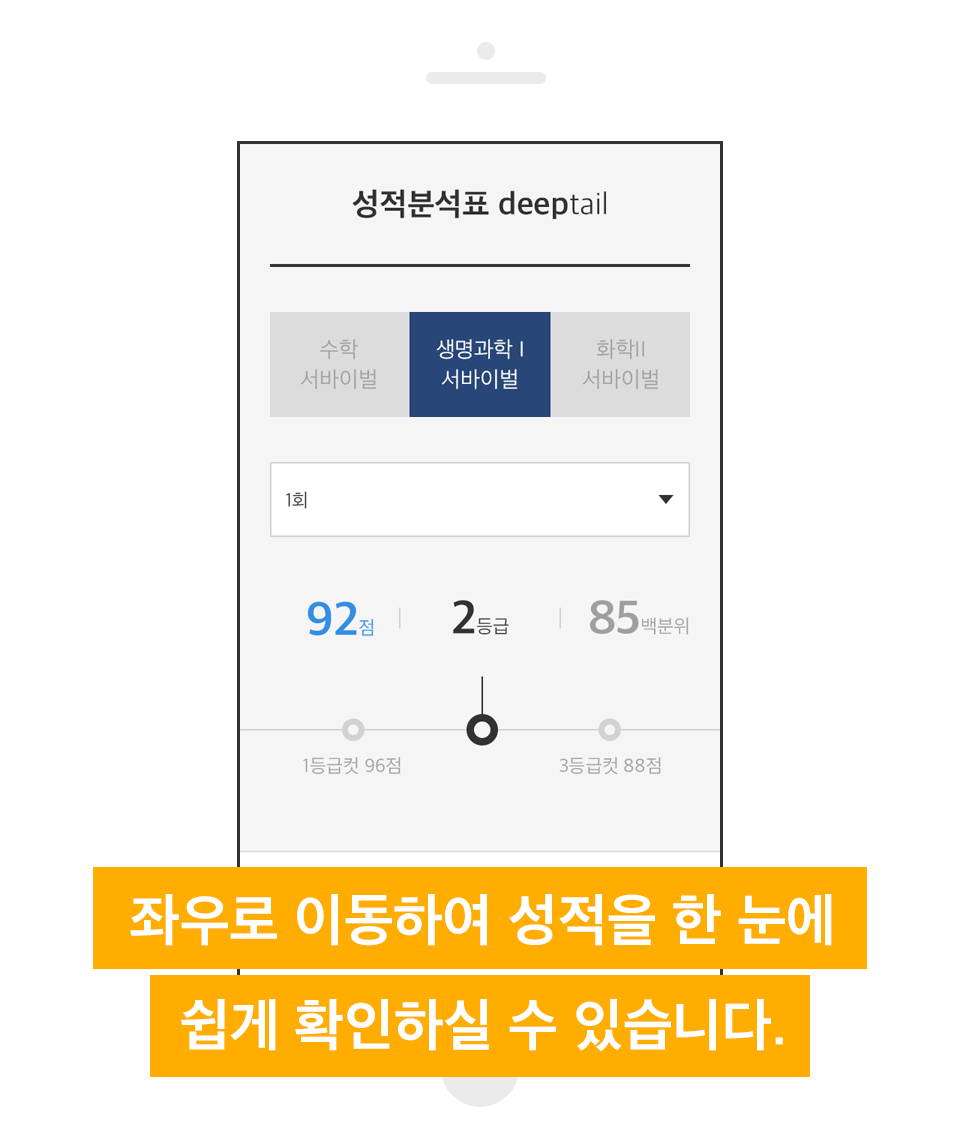 성적분석표 deeptail
수학
서바이벌
생명과학 I
서바이벌
화학II
서바이벌
1회
92점
2등급
85백분위
1등급컷 96점
3등급컷 88점
좌우로 이동하여 성적을 한 눈에
쉽게 확인하실 수 있습니다.